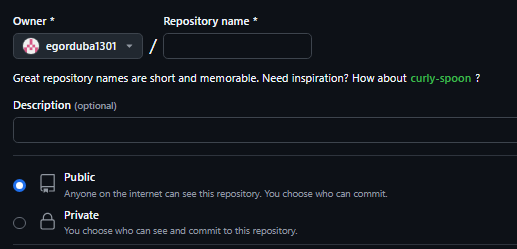 Owner * Repository name *
egorduba1301 /
Great repository names are short and memorable. Need inspiration? How about curly-spoon ?
Description (optional)
Public
Anyone on the internet can see this repository. You choose who can commit.
Private
You choose who can see and commit to this repository.